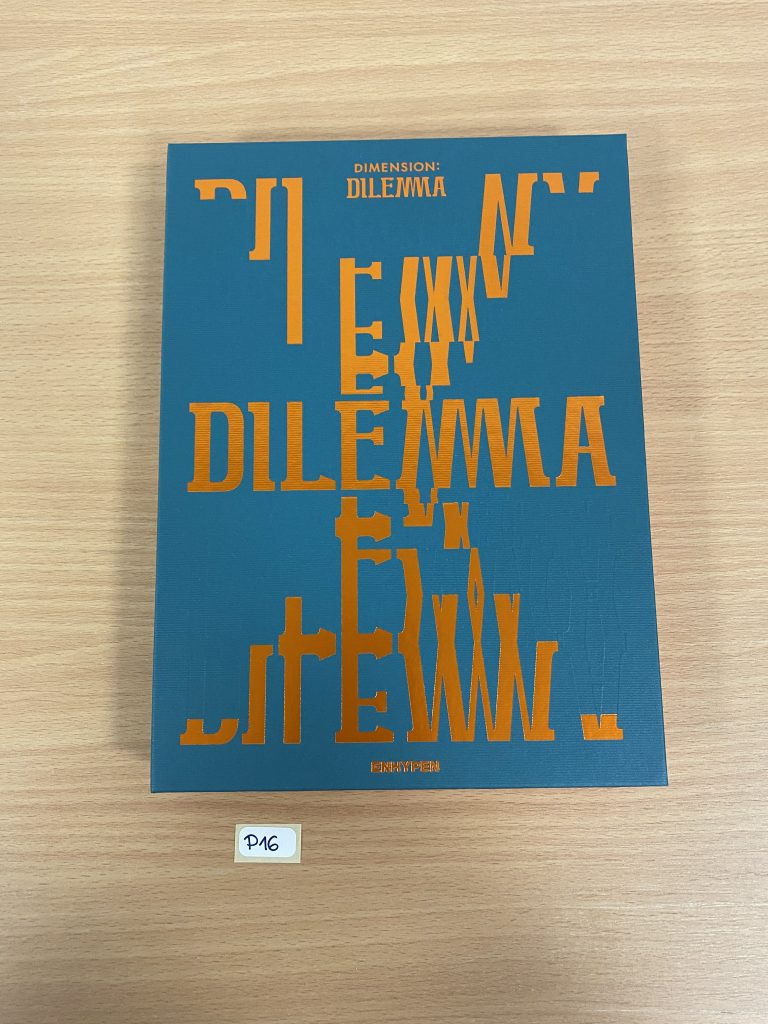 DIMENSION:
DILEMMA
DILEMMA
ENHYPEN
P16